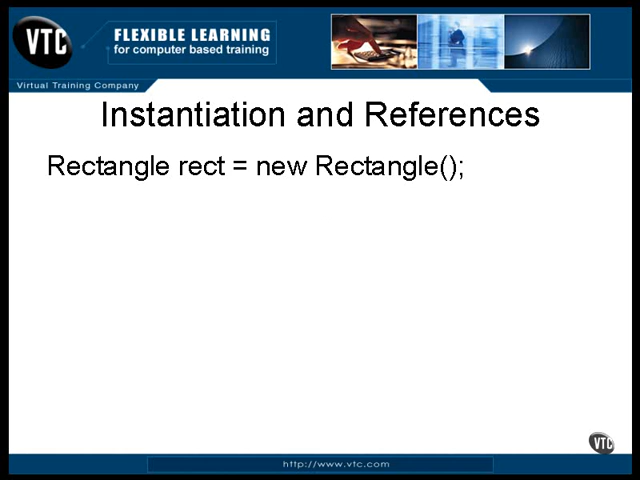 VTC
FLEXIBLE LEARNING
for computer based training
Virtual Training Company
Instantiation and References
Rectangle rect = new Rectangle();
VTC
http://www.vtc.com